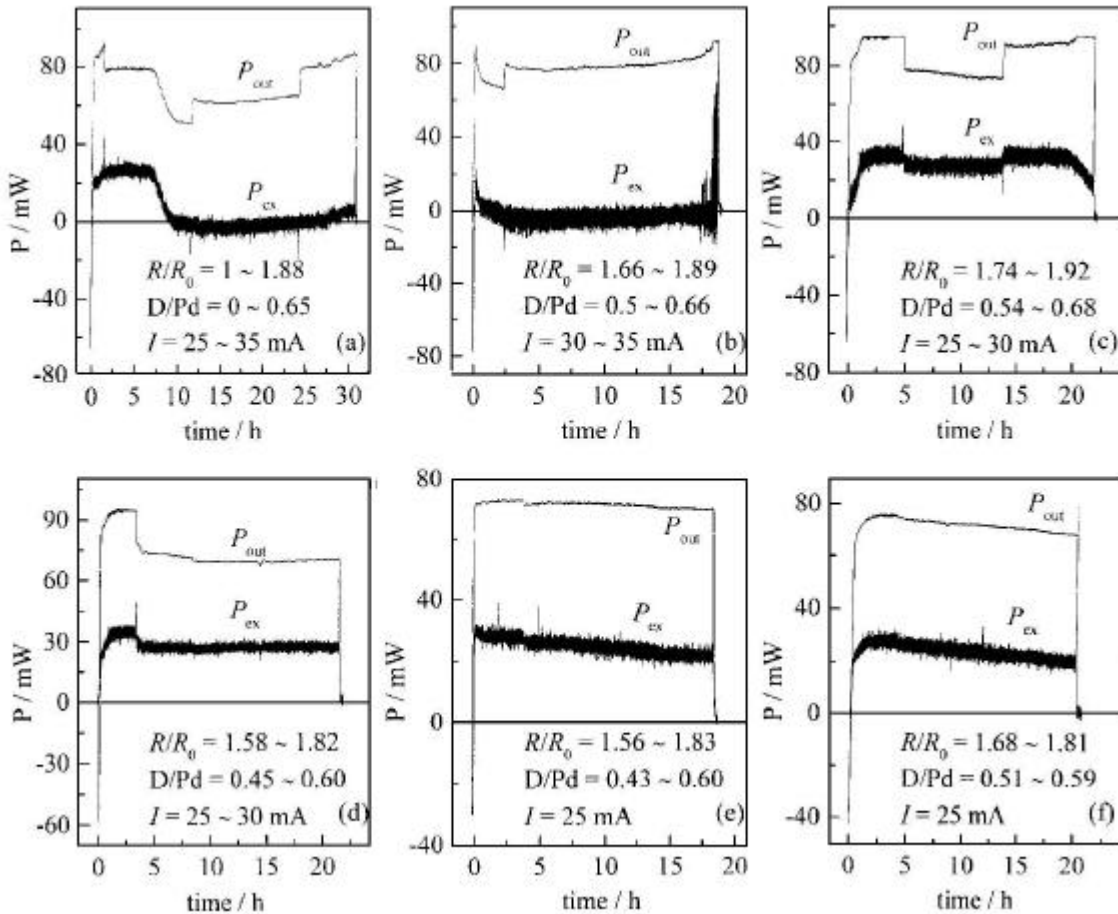 80
40
0
-40
-80
P / mW
P_out
P_ex
R/R_0 = 1 ~ 1.88
D/Pd = 0 ~ 0.65
I = 25 ~ 35 mA
(a)
0 5 10 15 20 25 30
time / h
80
40
0
-40
-80
P_out
P_ex
R/R_0 = 1.66 ~ 1.89
D/Pd = 0.5 ~ 0.66
I = 30 ~ 35 mA
(b)
0 5 10 15 20
time / h
120
80
40
0
-40
-80
P / mW
P_out
P_ex
R/R_0 = 1.74 ~ 1.92
D/Pd = 0.54 ~ 0.68
I = 25 ~ 30 mA
(c)
0 5 10 15 20
time / h
90
60
30
0
-30
-60
P / mW
P_out
P_ex
R/R_0 = 1.58 ~ 1.82
D/Pd = 0.45 ~ 0.60
I = 25 ~ 30 mA
(d)
0 5 10 15 20
time / h
80
40
0
-40
P / mW
P_out
P_ex
R/R_0 = 1.56 ~ 1.83
D/Pd = 0.43 ~ 0.60
I = 25 mA
(e)
0 5 10 15 20
time / h
80
40
0
-40
P / mW
P_out
P_ex
R/R_0 = 1.68 ~ 1.81
D/Pd = 0.51 ~ 0.59
I = 25 mA
(f)
0 5 10 15 20
time / h